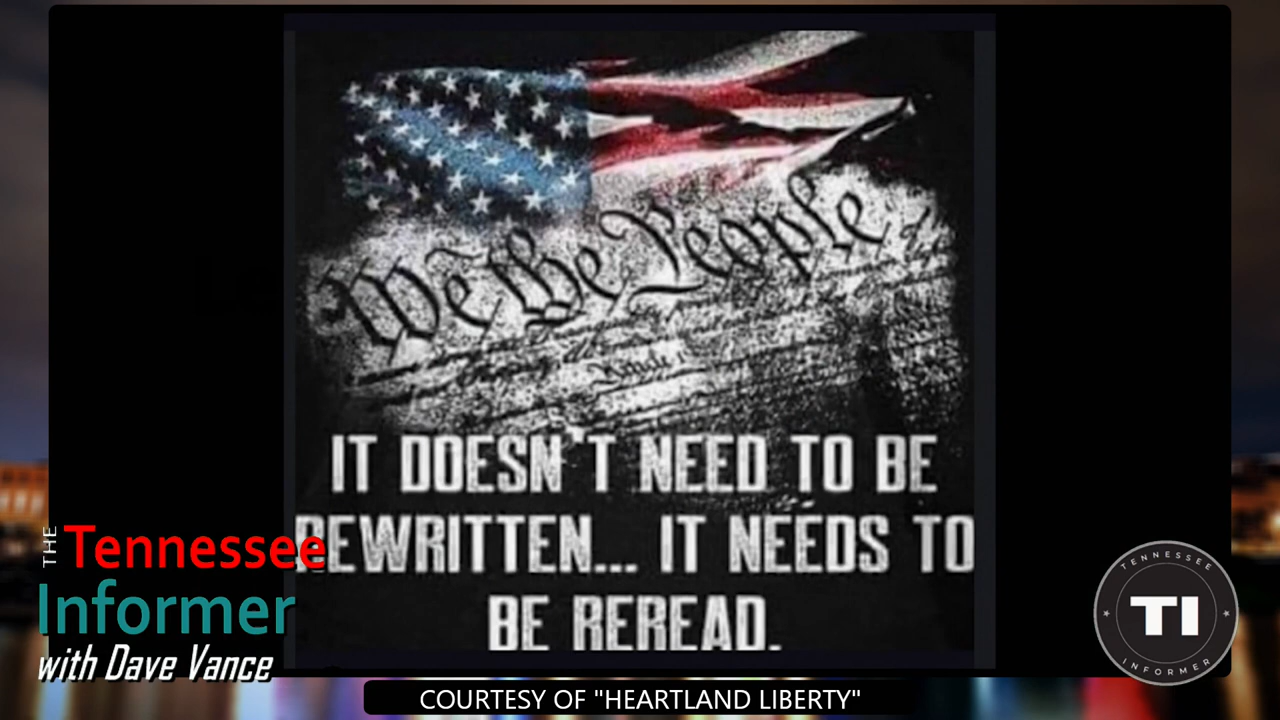 We the People
IT DOESN'T NEED TO BE
REWRITTEN... IT NEEDS TO
BE REREAD.
THE Tennessee
Informer
with Dave Vance
TENNESSEE
TI
INFORMER
COURTESY OF "HEARTLAND LIBERTY"